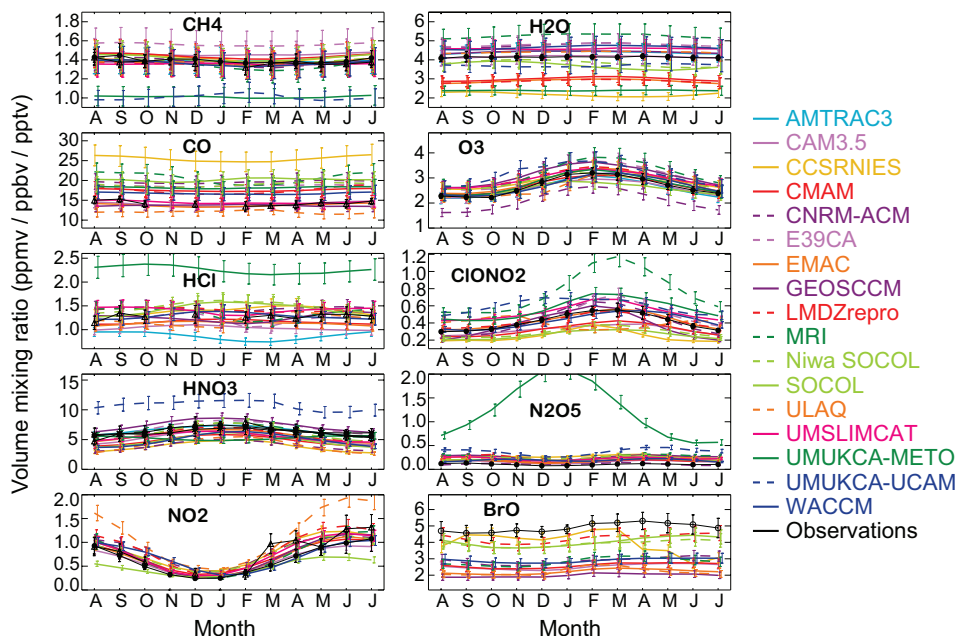 CH4
1.8
1.6
1.4
1.2
1.0
A S O N D J F M A M J J
H2O
6
5
4
3
2
A S O N D J F M A M J J
CO
30
25
20
15
10
A S O N D J F M A M J J
O3
4
3
2
1
A S O N D J F M A M J J
HCl
2.5
2.0
1.5
1.0
A S O N D J F M A M J J
ClONO2
1.2
1.0
0.8
0.6
0.4
0.2
A S O N D J F M A M J J
HNO3
15
10
5
0
A S O N D J F M A M J J
N2O5
2.0
1.5
1.0
0.5
0.0
A S O N D J F M A M J J
NO2
2.0
1.5
1.0
0.5
0.0
A S O N D J F M A M J J
BrO
6
5
4
3
2
A S O N D J F M A M J J
Volume mixing ratio (ppmv / ppbv / pptv)
Month
Month
AMTRAC3
CAM3.5
CCSRNIES
CMAM
CNRM-ACM
E39CA
EMAC
GEOSCCM
LMDZrepro
MRI
Niwa SOCOL
SOCOL
ULAQ
UMSLIMCAT
UMUKCA-METO
UMUKCA-UCAM
WACCM
Observations